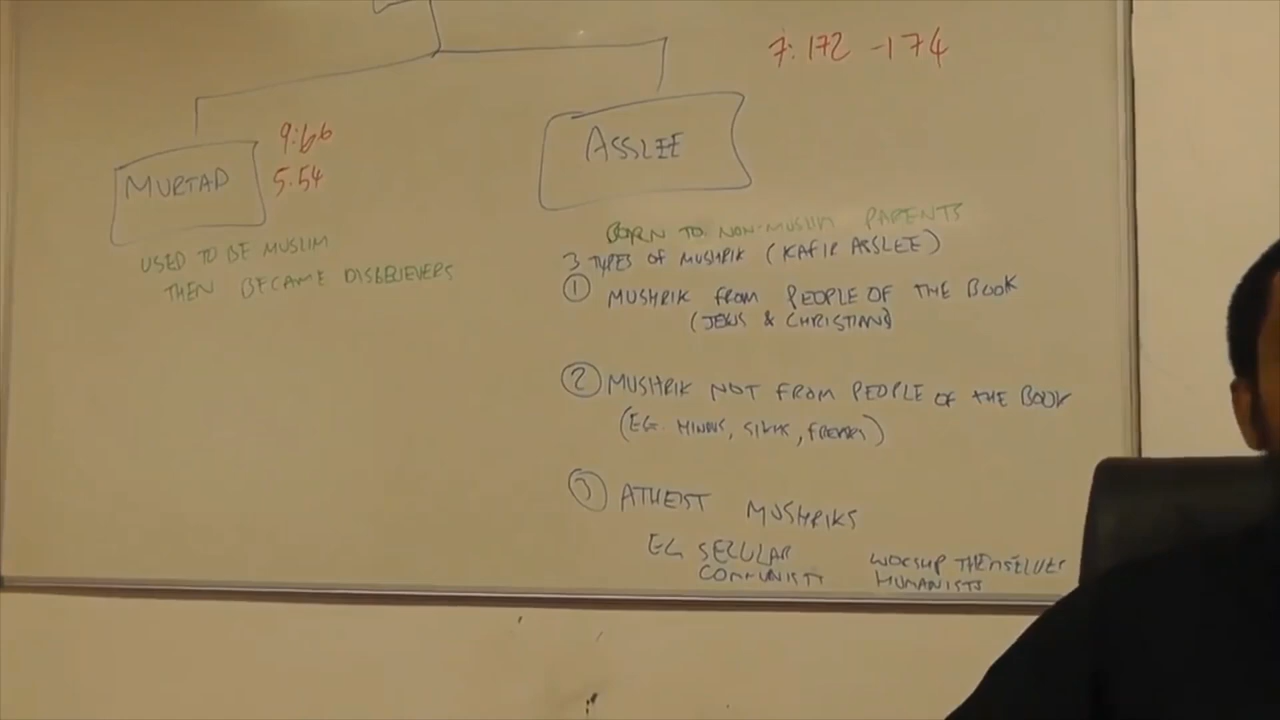 7:172-174
9:66
5.54
MURTAD
ASSLEE
USED TO BE MUSLIM
THEN BECAME DISBELIEVERS
BORN TO NON-MUSLIM PARENTS
3 TYPES OF MUSHRIK (KAFIR ASSLEE)
① MUSHRIK FROM PEOPLE OF THE BOOK
(JEWS & CHRISTIANS)
② MUSHRIK NOT FROM PEOPLE OF THE BOOK
(EG. HINDUS, SIKHS,
③ ATHEIST MUSHRIKS
EG SECULAR
COMMUNISTS
WORSHIP THEMSELVES
HUMANISTS